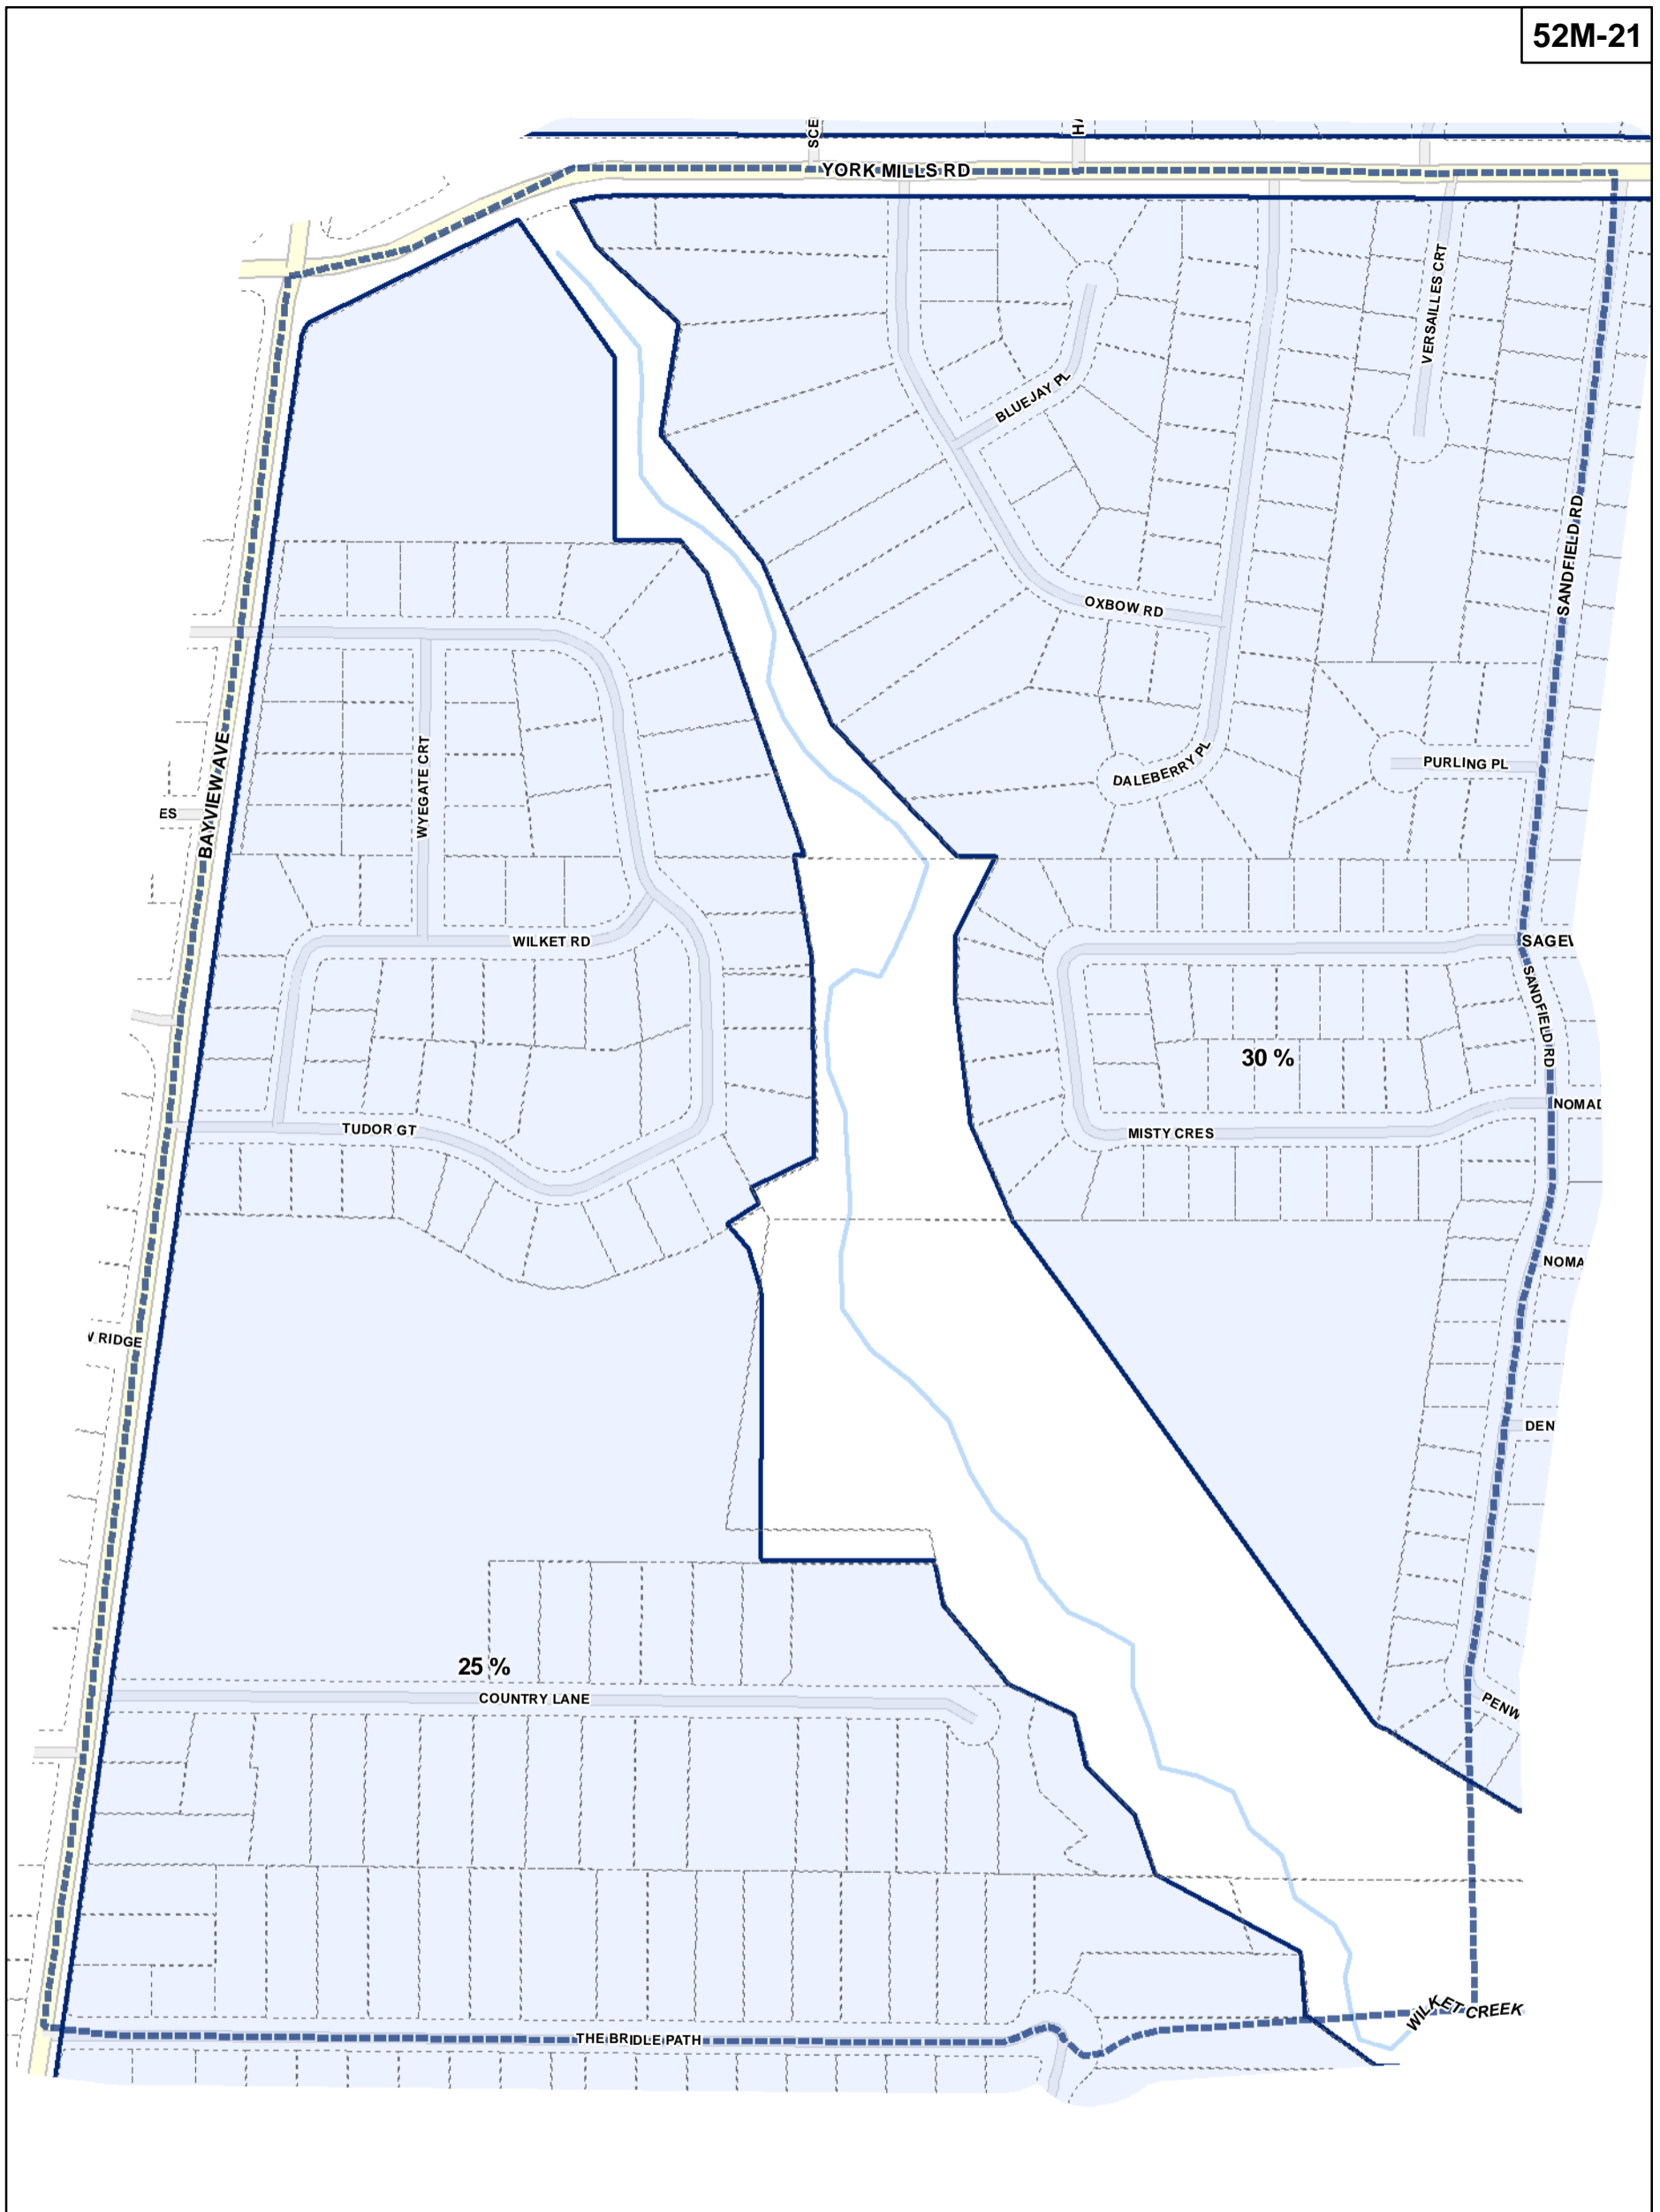 52M-21
SCE
YORK MILLS RD
VERSAILLES CRT
BLUEJAY PL
SANDFIELD RD
OXBOW RD
BAYVIEW AVE
WYEGATE CRT
DALEBERRY PL
PURLING PL
ES
WILKET RD
SAGEW
SANDFIELD RD
30 %
NOMAD
TUDOR GT
MISTY CRES
NOMA
W RIDGE
DEN
25 %
COUNTRY LANE
PENW
WILKET CREEK
THE BRIDLE PATH